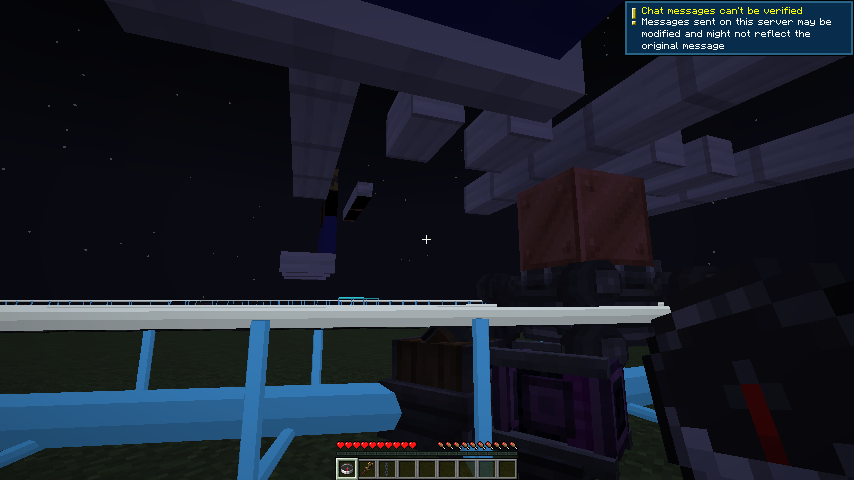 Chat messages can't be verified
Messages sent on this server may be
modified and might not reflect the
original message